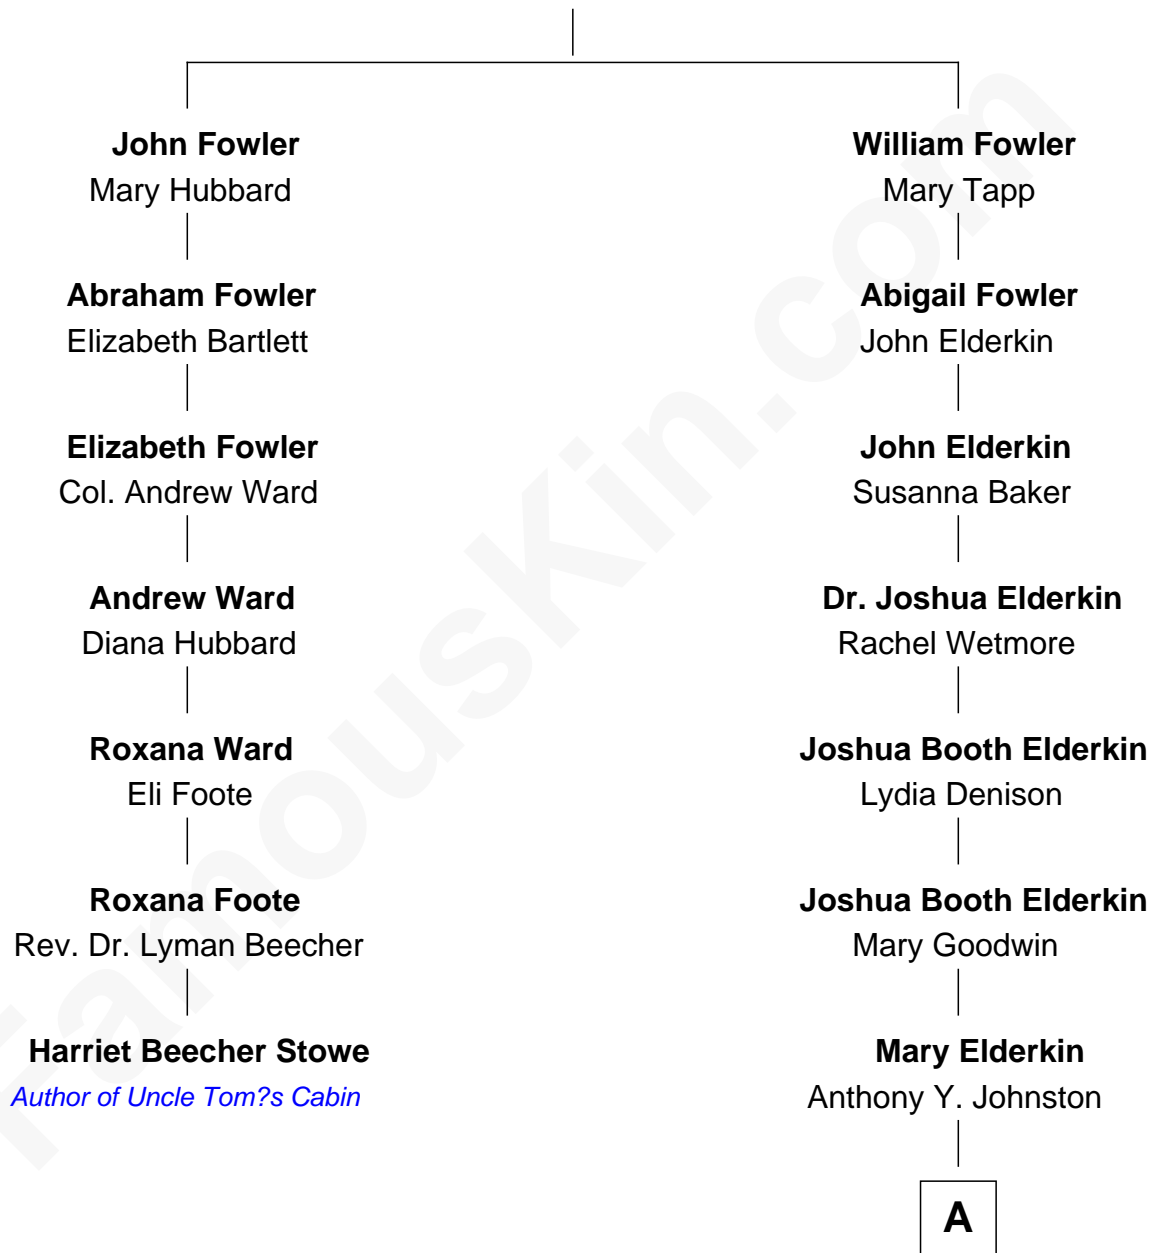 John Fowler
Mary Hubbard
Abraham Fowler
Elizabeth Bartlett
Elizabeth Fowler
Col. Andrew Ward
Andrew Ward
Diana Hubbard
Roxana Ward
Eli Foote
Roxana Foote
Rev. Dr. Lyman Beecher
Harriet Beecher Stowe
Author of Uncle Tom?s Cabin
William Fowler
Mary Tapp
Abigail Fowler
John Elderkin
John Elderkin
Susanna Baker
Dr. Joshua Elderkin
Rachel Wetmore
Joshua Booth Elderkin
Lydia Denison
Joshua Booth Elderkin
Mary Goodwin
Mary Elderkin
Anthony Y. Johnston
A
FamousKin.com